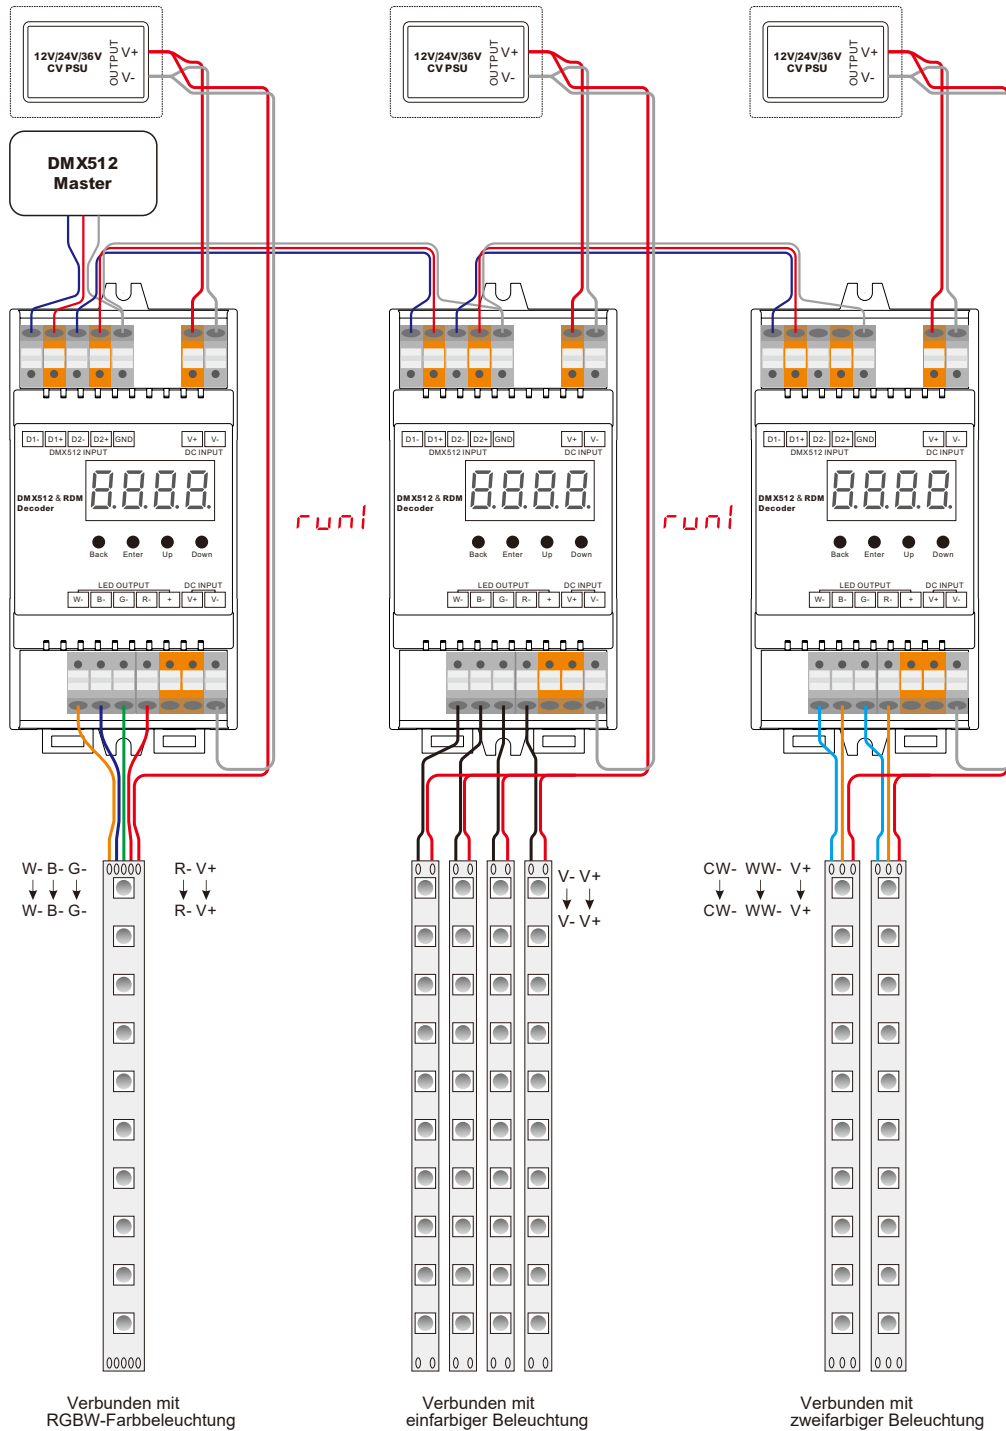 12V/24V/36V
CV PSU
OUTPUT
V+
V-
12V/24V/36V
CV PSU
OUTPUT
V+
V-
12V/24V/36V
CV PSU
OUTPUT
V+
V-
DMX512
Master
D1- D1+ D2- D2+ GND V+ V-
DMX512 INPUT DC INPUT
8.8.8.8.
DMX512 & RDM
Decoder
Back Enter Up Down
LED OUTPUT DC INPUT
W- B- G- R- + V+ V-
run1
D1- D1+ D2- D2+ GND V+ V-
DMX512 INPUT DC INPUT
8.8.8.8.
DMX512 & RDM
Decoder
Back Enter Up Down
LED OUTPUT DC INPUT
W- B- G- R- + V+ V-
run1
D1- D1+ D2- D2+ GND V+ V-
DMX512 INPUT DC INPUT
8.8.8.8.
DMX512 & RDM
Decoder
Back Enter Up Down
LED OUTPUT DC INPUT
W- B- G- R- + V+ V-
W- B- G- R- V+
W- B- G- R- V+
V- V+
V- V+
CW- WW- V+
CW- WW- V+
Verbunden mit
RGBW-Farbbeleuchtung
Verbunden mit
einfarbiger Beleuchtung
Verbunden mit
zweifarbiger Beleuchtung